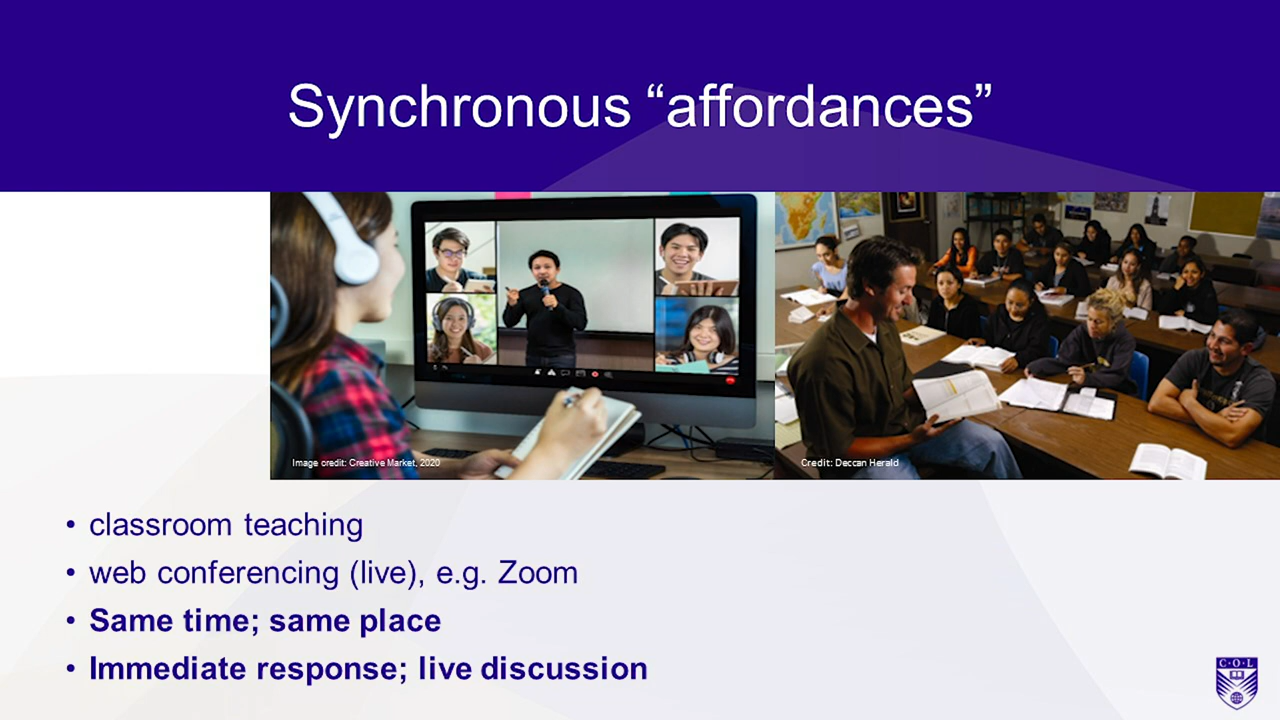 Synchronous “affordances”
Image credit: Creative Market, 2020
Credit: Deccan Herald
• classroom teaching
• web conferencing (live), e.g. Zoom
• Same time; same place
• Immediate response; live discussion
C·O·L